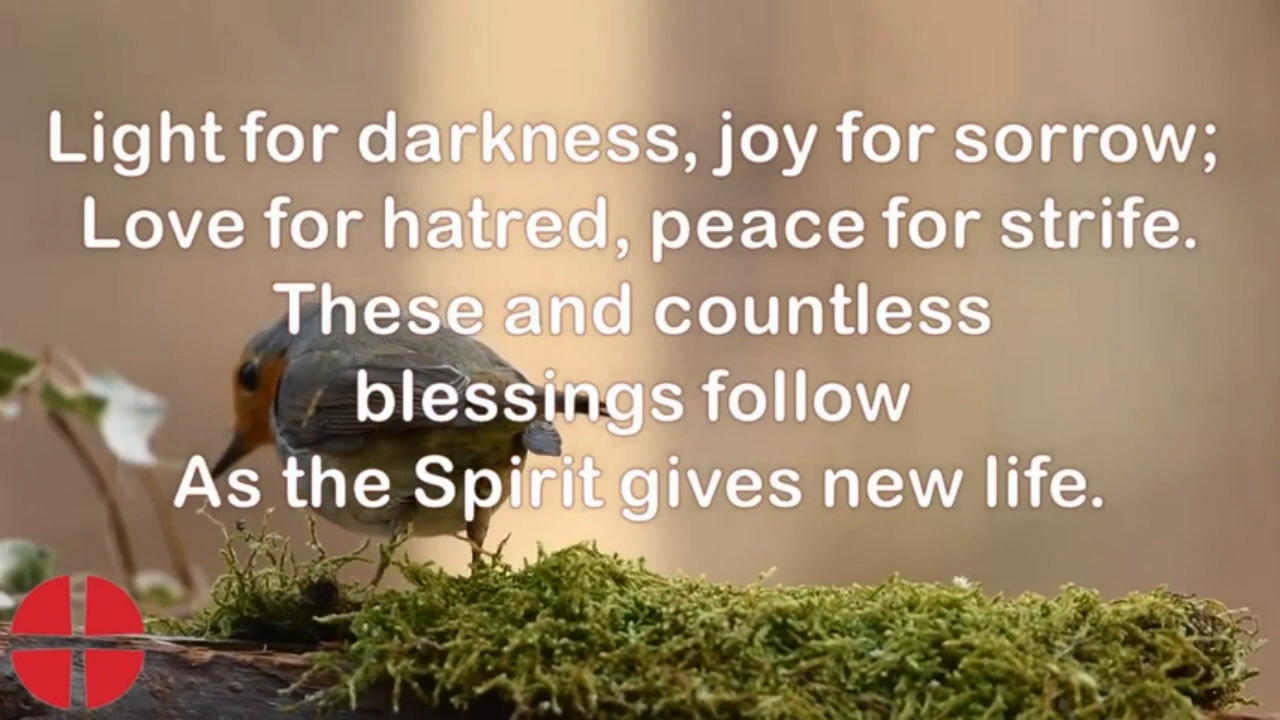 Light for darkness, joy for sorrow;
Love for hatred, peace for strife.
These and countless
blessings follow
As the Spirit gives new life.